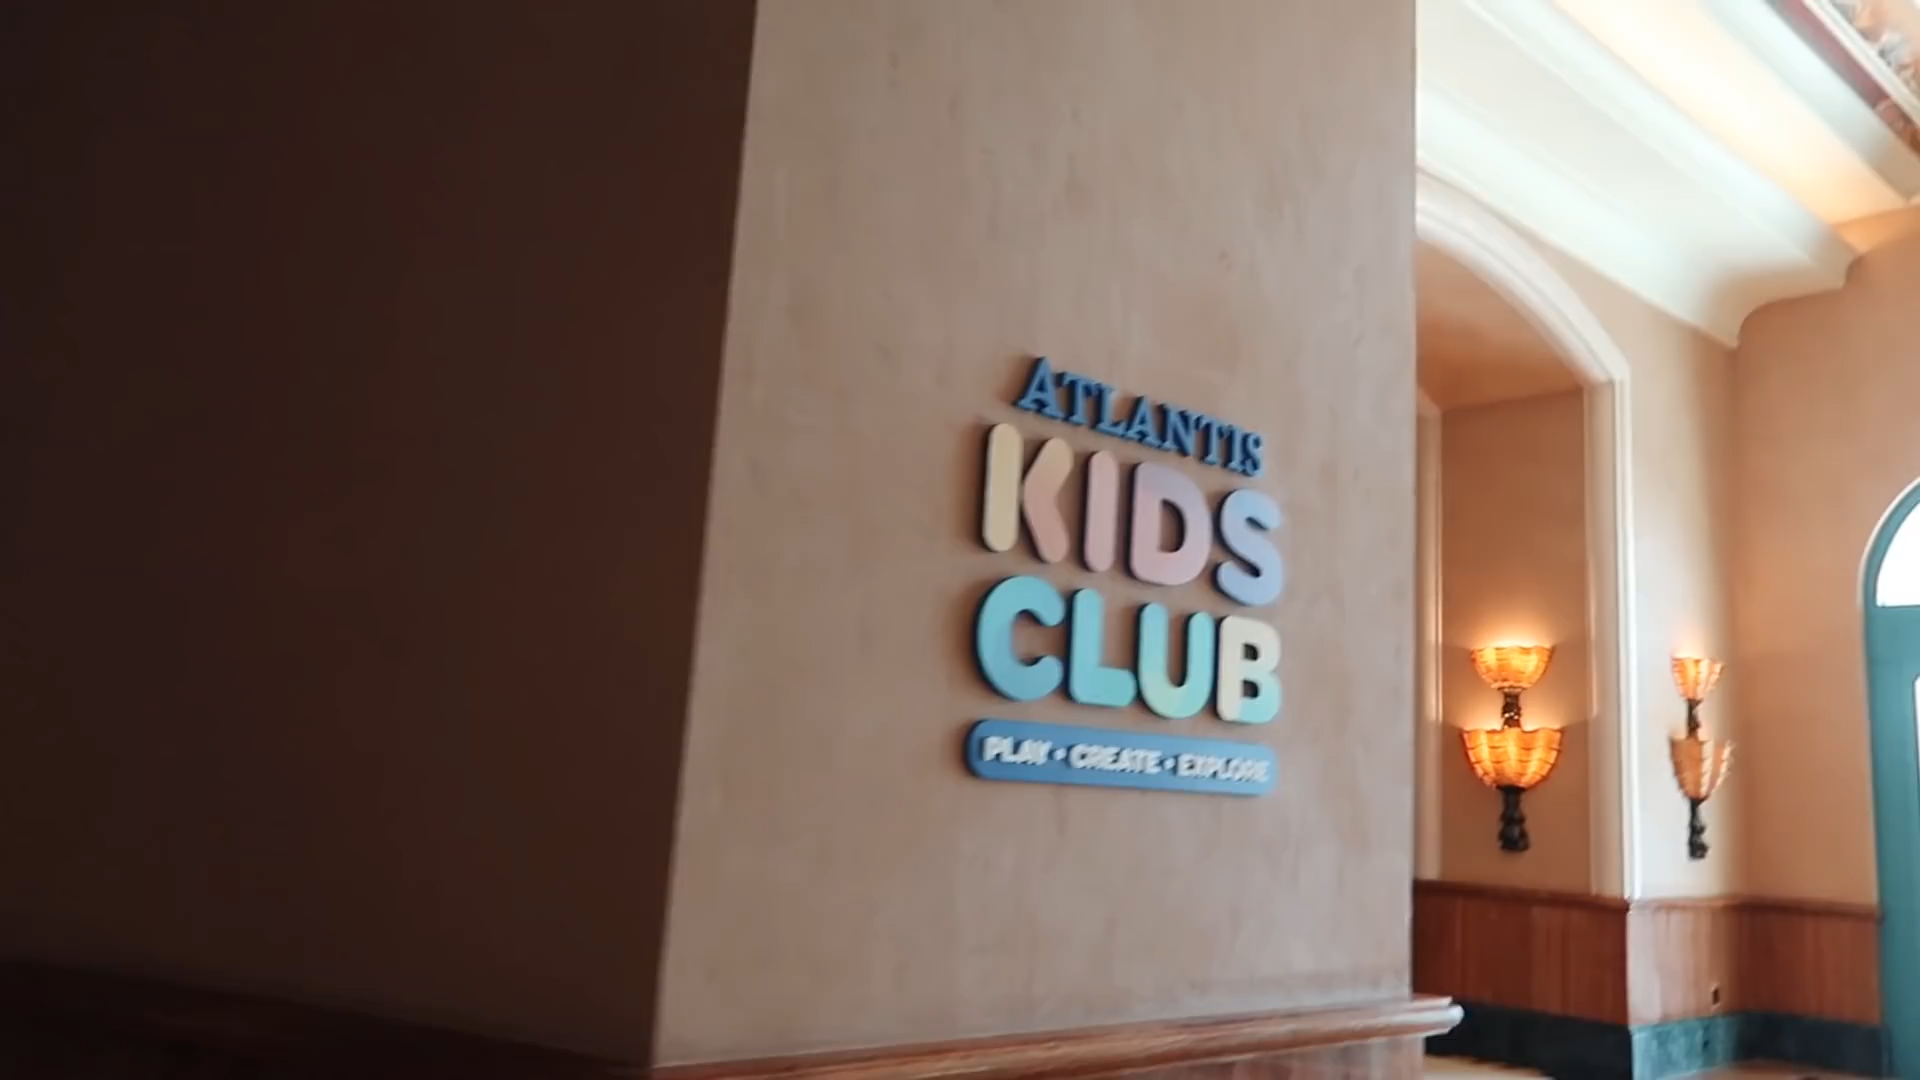 ATLANTIS
KIDS
CLUB
PLAY • CREATE • EXPLORE